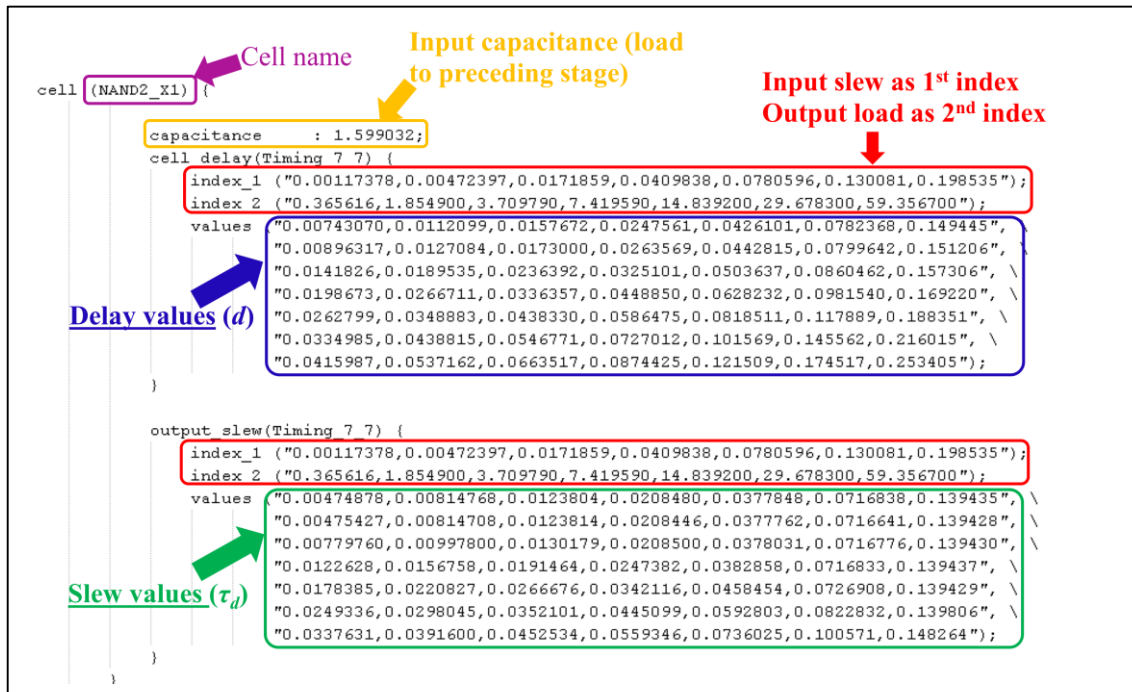 Input capacitance (load
to preceding stage)
Cell name
Input slew as 1st index
Output load as 2nd index
cell (NAND2_X1) {
capacitance : 1.599032;
cell_delay(Timing_7_7) {
index_1 ("0.00117378,0.00472397,0.0171859,0.0409838,0.0780596,0.130081,0.198535");
index_2 ("0.365616,1.854900,3.709790,7.419590,14.839200,29.678300,59.356700");
values ("0.00743070,0.0112099,0.0157672,0.0247561,0.0426101,0.0782368,0.149445", \
"0.00896317,0.0127084,0.0173000,0.0263569,0.0442815,0.0799642,0.151206", \
"0.0141826,0.0189535,0.0236392,0.0325101,0.0503637,0.0860462,0.157306", \
"0.0198673,0.0266711,0.0336357,0.0448850,0.0628232,0.0981540,0.169220", \
"0.0262799,0.0348883,0.0438330,0.0586475,0.0818511,0.117889,0.188351", \
"0.0334985,0.0438815,0.0546771,0.0727012,0.101569,0.145562,0.216015", \
"0.0415987,0.0537162,0.0663517,0.0874425,0.121509,0.174517,0.253405");
Delay values (d)
}
output_slew(Timing_7_7) {
index_1 ("0.00117378,0.00472397,0.0171859,0.0409838,0.0780596,0.130081,0.198535");
index_2 ("0.365616,1.854900,3.709790,7.419590,14.839200,29.678300,59.356700");
values ("0.00474878,0.00814768,0.0123804,0.0208480,0.0377848,0.0716838,0.139435", \
"0.00475427,0.00814708,0.0123814,0.0208446,0.0377762,0.0716641,0.139428", \
"0.00779760,0.00997800,0.0130179,0.0208500,0.0378031,0.0716776,0.139430", \
"0.0122628,0.0156758,0.0191464,0.0247382,0.0382858,0.0716833,0.139437", \
"0.0178385,0.0220827,0.0266676,0.0342116,0.0458454,0.0726908,0.139429", \
"0.0249336,0.0298045,0.0352101,0.0445099,0.0592803,0.0822832,0.139806", \
"0.0337631,0.0391600,0.0452534,0.0559346,0.0736025,0.100571,0.148264");
Slew values (τd)
}
}